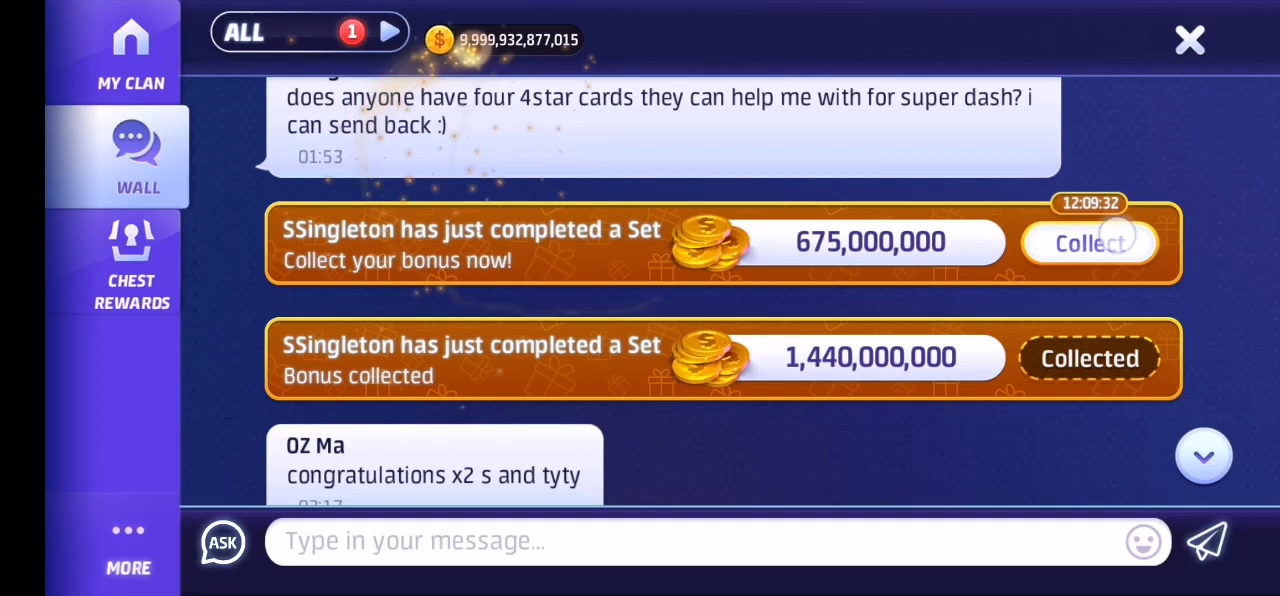 MY CLAN
WALL
CHEST
REWARDS
MORE
ALL
1
9,999,932,877,015
does anyone have four 4star cards they can help me with for super dash? i
can send back :)
01:53
SSingleton has just completed a Set
Collect your bonus now!
675,000,000
12:09:32
Collect
SSingleton has just completed a Set
Bonus collected
1,440,000,000
Collected
OZ Ma
congratulations x2 s and tyty
ASK
Type in your message...